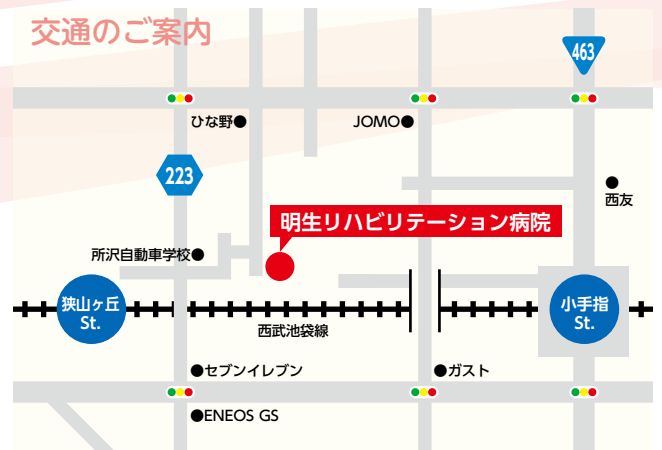 交通のご案内
463
ひな野●
JOMO●
223
●
西友
明生リハビリテーション病院
所沢自動車学校●
狭山ヶ丘
St.
小手指
St.
西武池袋線
●セブンイレブン
●ガスト
●ENEOS GS